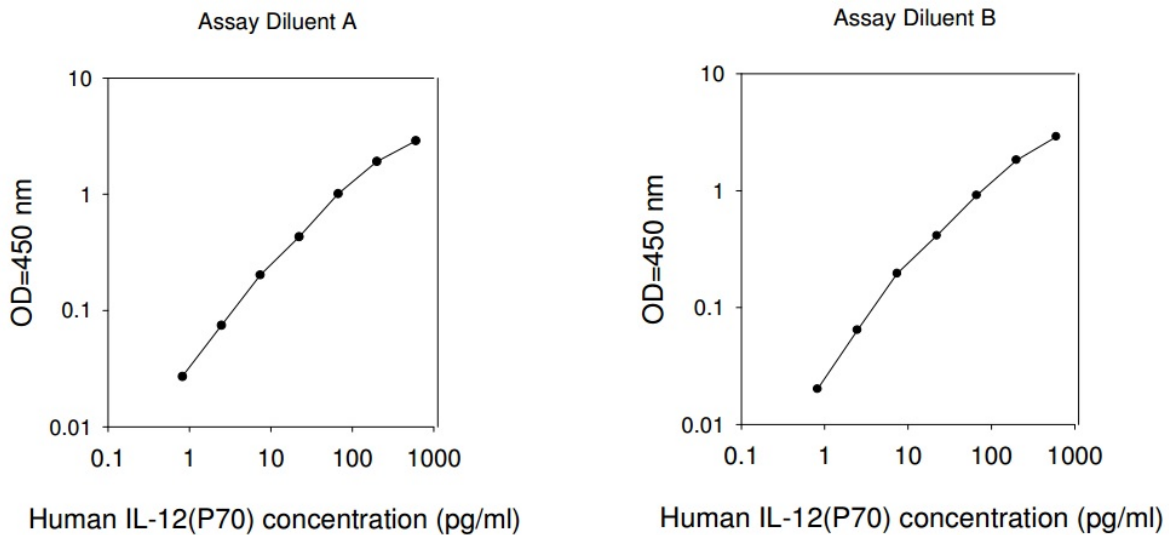 Assay Diluent A
10
1
0.1
0.01
0.1 1 10 100 1000
OD=450 nm
Human IL-12(P70) concentration (pg/ml)
Assay Diluent B
10
1
0.1
0.01
0.1 1 10 100 1000
OD=450 nm
Human IL-12(P70) concentration (pg/ml)